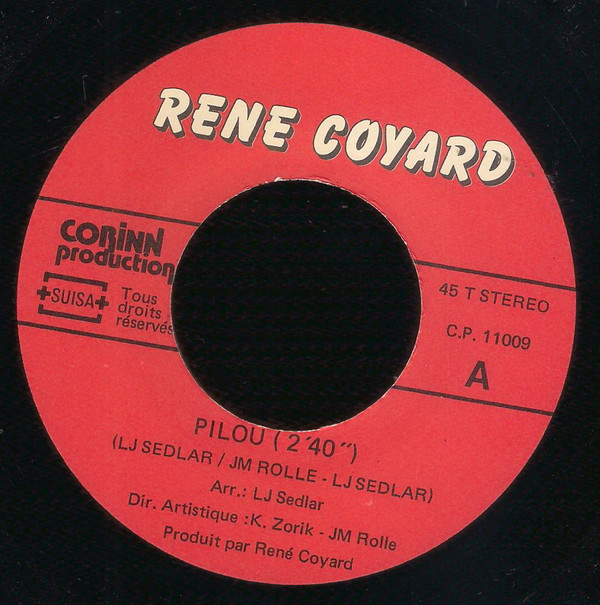 RENE COYARD
CORINN
production
+SUISA+
Tous
droits
réservés
45 T STEREO
C.P. 11009
A
PILOU (2'40")
(LJ SEDLAR / JM ROLLE - LJ SEDLAR)
Arr.: LJ Sedlar
Dir. Artistique :K. Zorik - JM Rolle
Produit par René Coyard